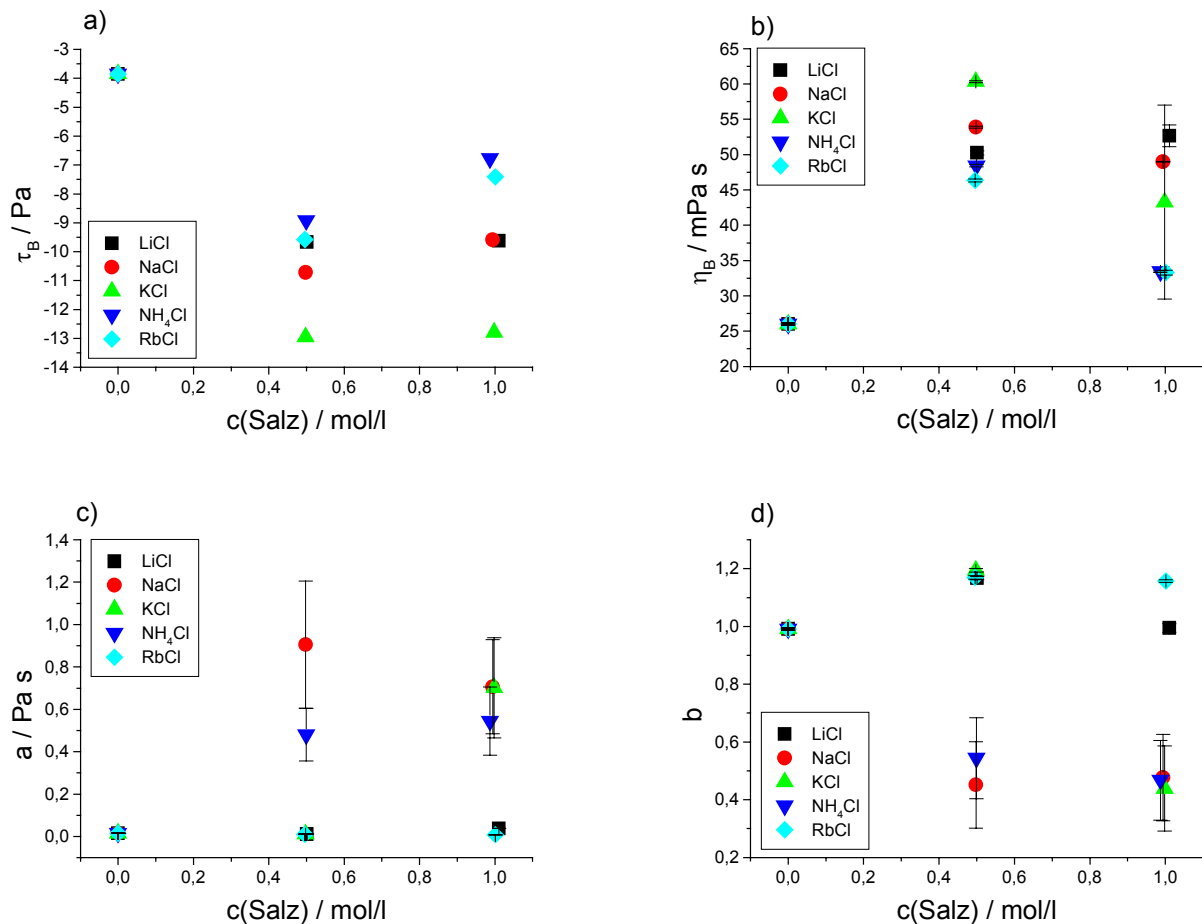 a)
τ_B / Pa
-3
-4
-5
-6
-7
-8
-9
-10
-11
-12
-13
-14
LiCl
NaCl
KCl
NH₄Cl
RbCl
0,0 0,2 0,4 0,6 0,8 1,0
c(Salz) / mol/l
b)
η_B / mPa s
65
60
55
50
45
40
35
30
25
20
LiCl
NaCl
KCl
NH₄Cl
RbCl
0,0 0,2 0,4 0,6 0,8 1,0
c(Salz) / mol/l
c)
a / Pa s
1,4
1,2
1,0
0,8
0,6
0,4
0,2
0,0
LiCl
NaCl
KCl
NH₄Cl
RbCl
0,0 0,2 0,4 0,6 0,8 1,0
c(Salz) / mol/l
d)
b
1,2
1,0
0,8
0,6
0,4
0,2
LiCl
NaCl
KCl
NH₄Cl
RbCl
0,0 0,2 0,4 0,6 0,8 1,0
c(Salz) / mol/l